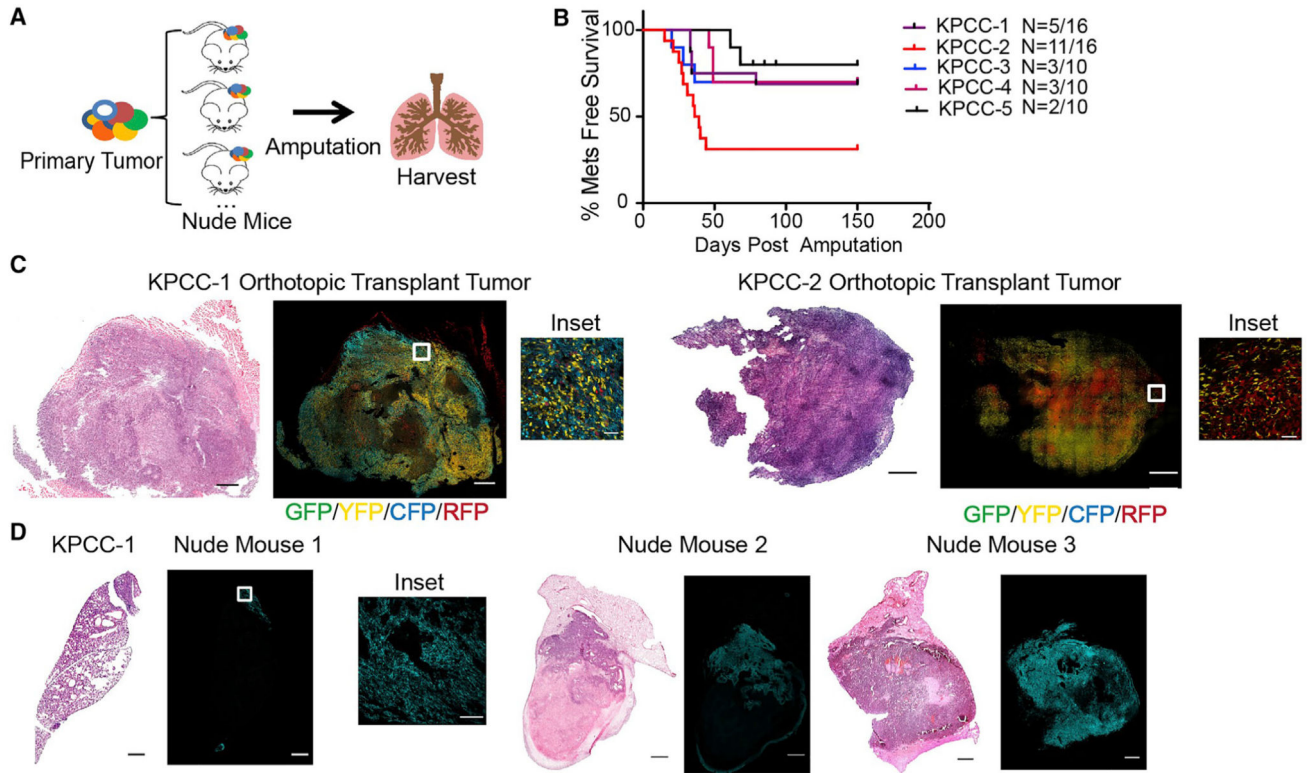 A
Primary Tumor
...
Nude Mice
Amputation
Harvest
B
% Mets Free Survival
100
50
0
0 50 100 150 200
Days Post Amputation
KPCC-1 N=5/16
KPCC-2 N=11/16
KPCC-3 N=3/10
KPCC-4 N=3/10
KPCC-5 N=2/10
C
KPCC-1 Orthotopic Transplant Tumor
Inset
GFP/YFP/CFP/RFP
KPCC-2 Orthotopic Transplant Tumor
Inset
GFP/YFP/CFP/RFP
D
KPCC-1 Nude Mouse 1
Inset
Nude Mouse 2
Nude Mouse 3